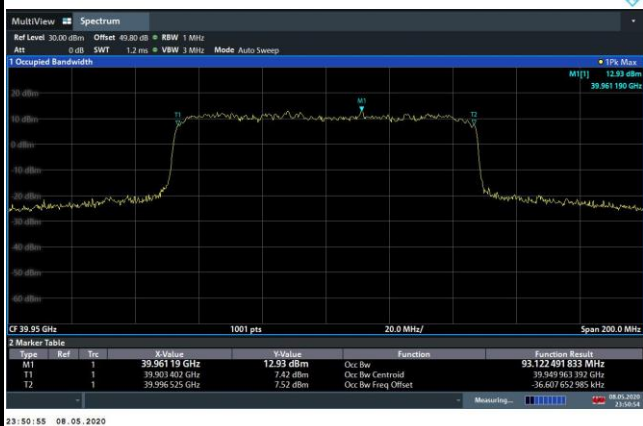 MultiView Spectrum
Ref Level 30.00 dBm Offset 49.80 dB RBW 1 MHz
Att 0 dB SWT 1.2 ms VBW 3 MHz Mode Auto Sweep
1 Occupied Bandwidth 1Pk Max
M1[1] 12.93 dBm
39.961 190 GHz
20 dBm
M1
T1 T2
10 dBm
0 dBm
-10 dBm
-20 dBm
-30 dBm
-40 dBm
-50 dBm
-60 dBm
CF 39.95 GHz 1001 pts 20.0 MHz/ Span 200.0 MHz
2 Marker Table
Type Ref Trc X-Value Y-Value Function Function Result
M1 1 39.961 19 GHz 12.93 dBm Occ Bw 93.122 491 833 MHz
T1 1 39.903 402 GHz 7.42 dBm Occ Bw Centroid 39.949 963 392 GHz
T2 1 39.996 525 GHz 7.52 dBm Occ Bw Freq Offset -36.607 652 985 kHz
Measuring... 08.05.2020
23:50:54
23:50:55 08.05.2020